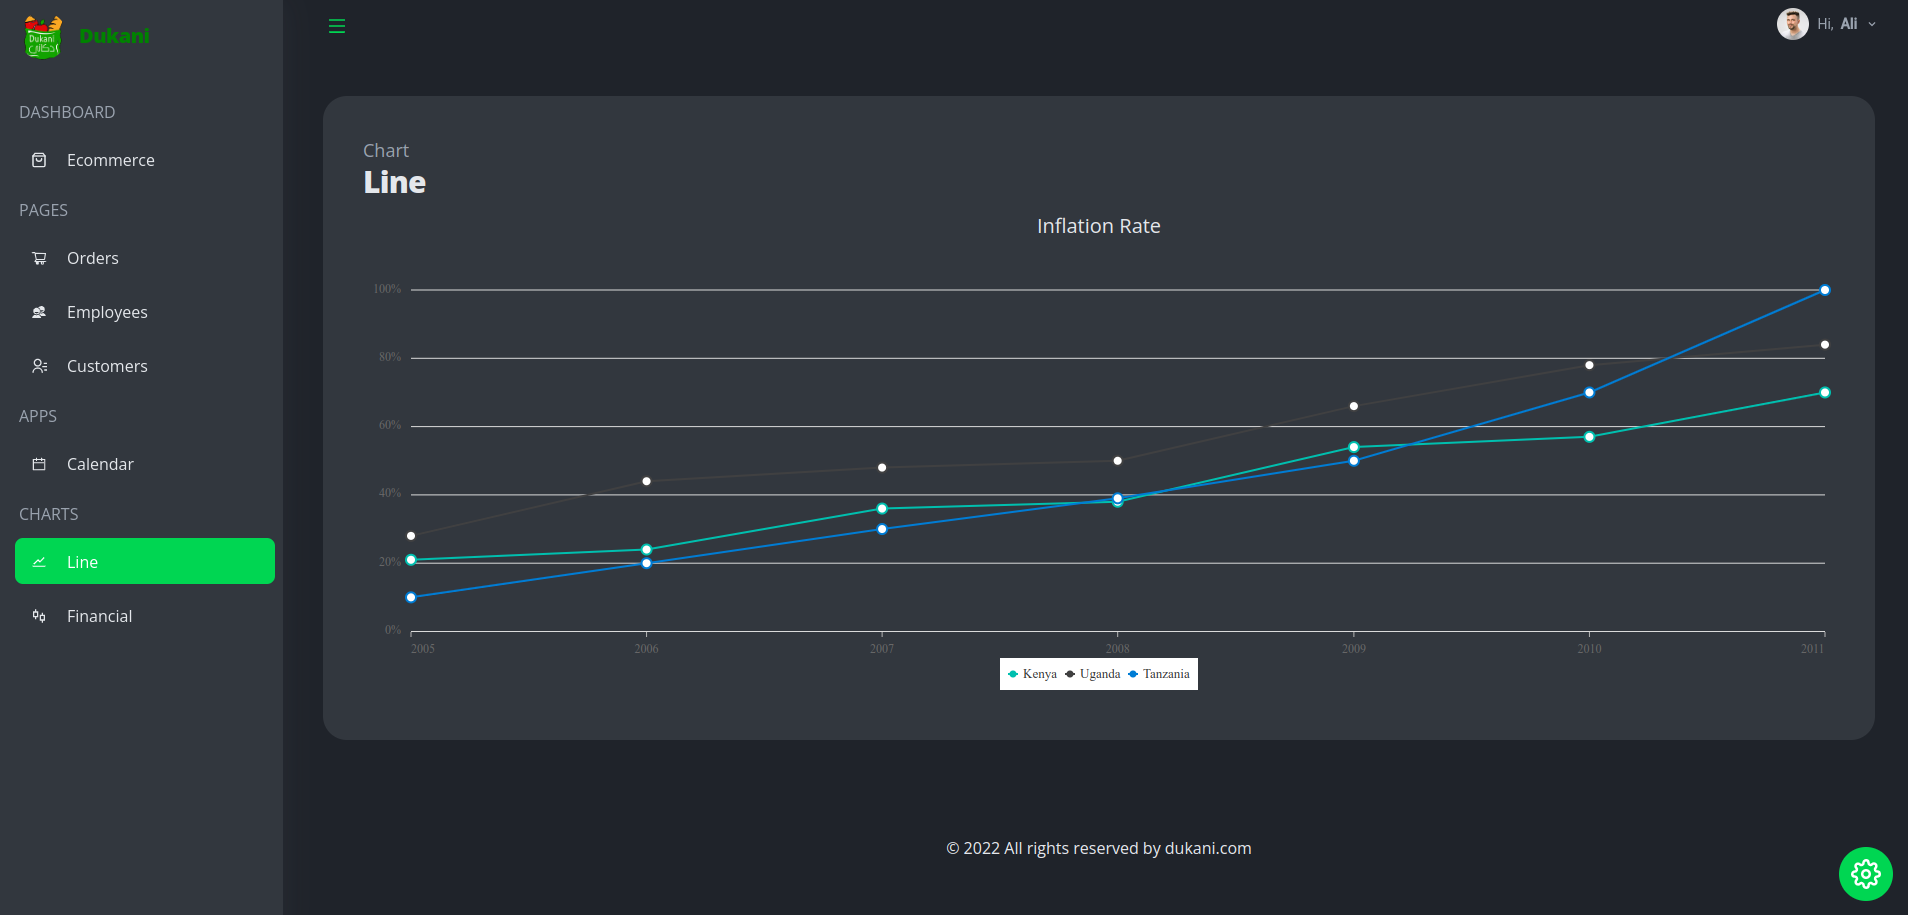 Dukani
دكاني
Dukani
Hi, Ali
DASHBOARD
Ecommerce
PAGES
Orders
Employees
Customers
APPS
Calendar
CHARTS
Line
Financial
Chart
Line
Inflation Rate
100%
80%
60%
40%
20%
0%
2005 2006 2007 2008 2009 2010 2011
Kenya Uganda Tanzania
© 2022 All rights reserved by dukani.com